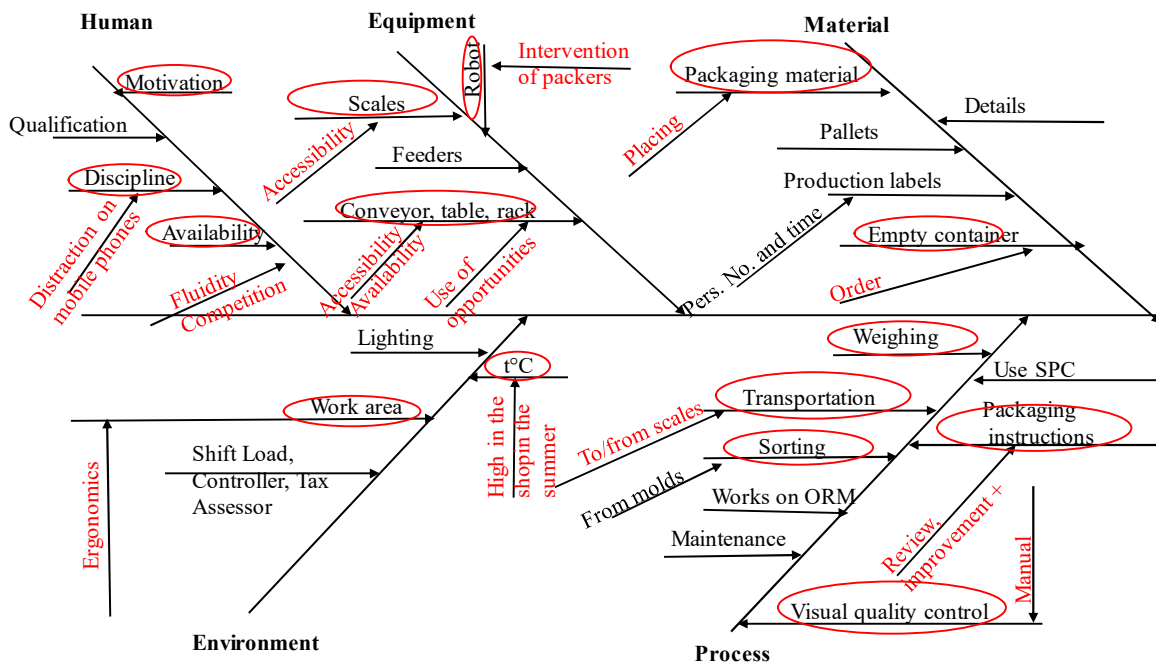 Human
Equipment
Material
Motivation
Qualification
Discipline
Distraction on
mobile phones
Availability
Fluidity
Competition
Robot
Intervention
of packers
Scales
Accessibility
Feeders
Conveyor, table, rack
Accessibility
Availability
Use of
opportunities
Packaging material
Placing
Details
Pallets
Production labels
Pers. No. and time
Empty container
Order
Lighting
t°C
High in the
shopin the
summer
Work area
Ergonomics
Shift Load,
Controller, Tax
Assessor
Environment
Weighing
Use SPC
Transportation
To/from scales
Packaging
instructions
Sorting
From molds
Works on ORM
Maintenance
Review,
improvement +
Manual
Visual quality control
Process